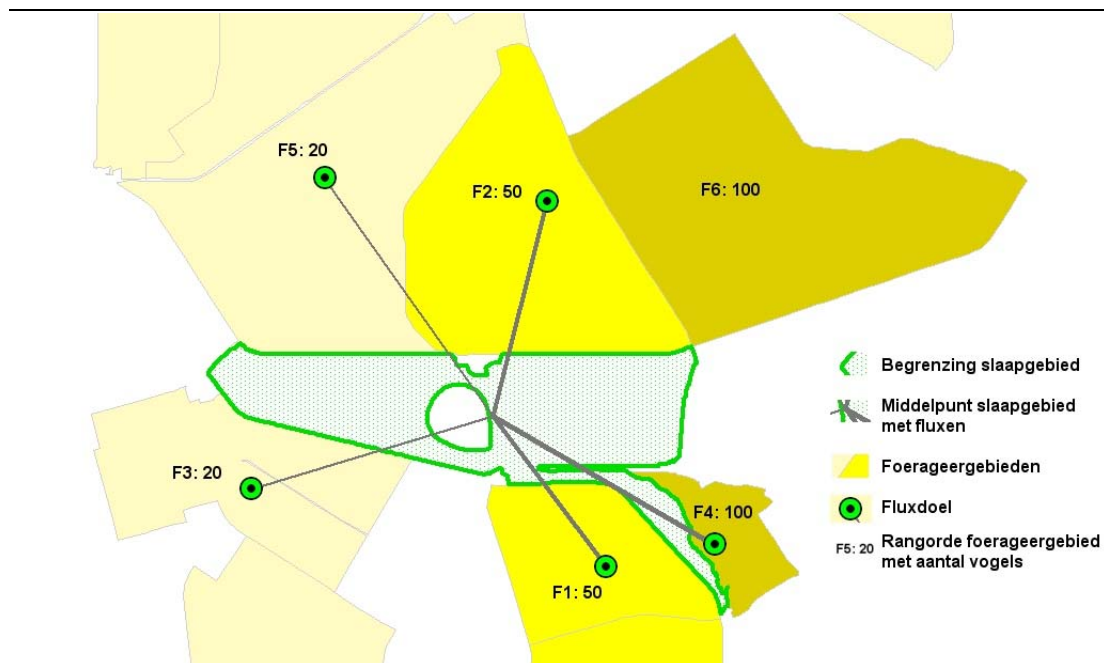 F5: 20
F2: 50
F6: 100
F3: 20
F4: 100
F1: 50
Begrenzing slaapgebied
Middelpunt slaapgebied
met fluxen
Foerageergebieden
Fluxdoel
F5: 20 Rangorde foerageergebied
met aantal vogels